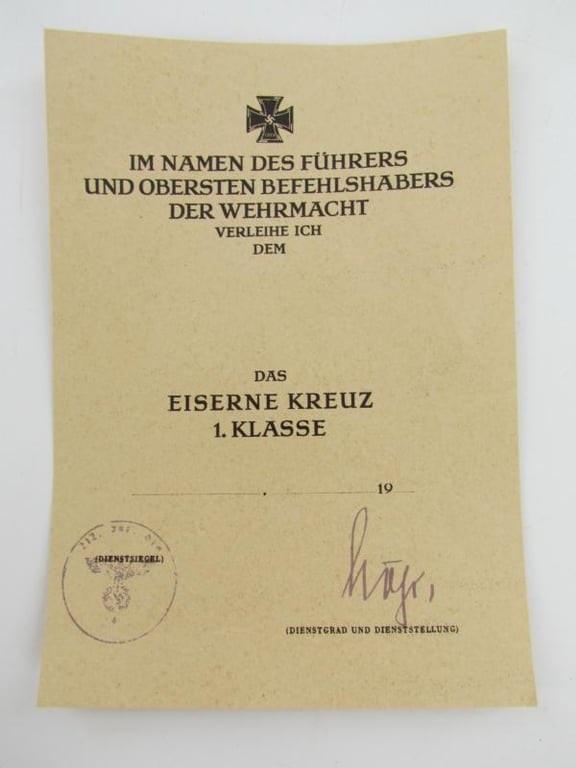 IM NAMEN DES FÜHRERS
UND OBERSTEN BEFEHLSHABERS
DER WEHRMACHT
VERLEIHE ICH
DEM
DAS
EISERNE KREUZ
1. KLASSE
19
212.
(DIENSTSIEGEL)
(DIENSTGRAD UND DIENSTSTELLUNG)